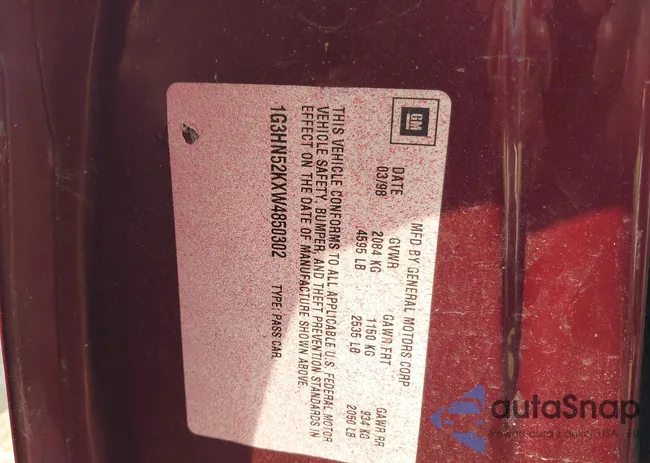 GM
MFD BY GENERAL MOTORS CORP
DATE GVWR GAWR FRT GAWR RR
03/98 2084 KG 1150 KG 934 KG
4595 LB 2535 LB 2050 LB
THIS VEHICLE CONFORMS TO ALL APPLICABLE U.S. FEDERAL MOTOR
VEHICLE SAFETY, BUMPER, AND THEFT PREVENTION STANDARDS IN
EFFECT ON THE DATE OF MANUFACTURE SHOWN ABOVE.
1G3HN52KXW4850302 TYPE: PASS CAR
autaSnap